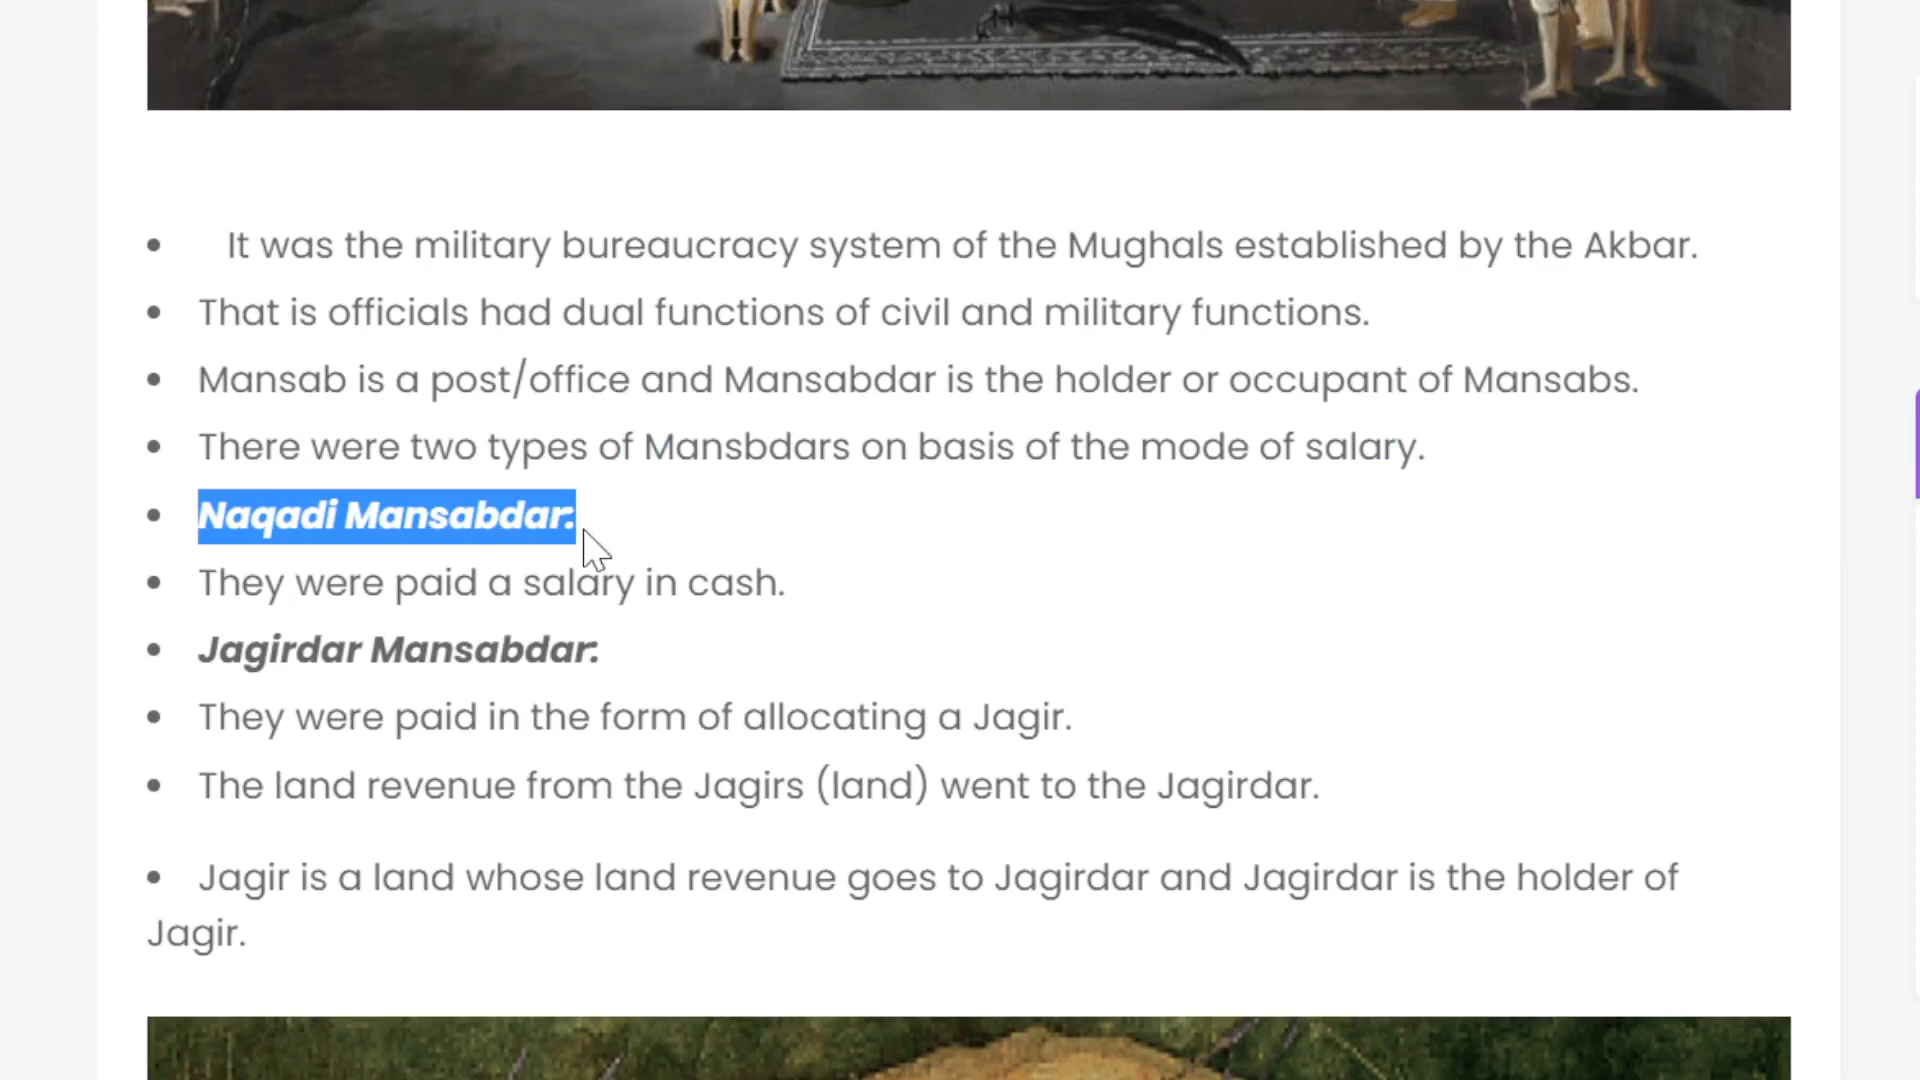 • It was the military bureaucracy system of the Mughals established by the Akbar.
• That is officials had dual functions of civil and military functions.
• Mansab is a post/office and Mansabdar is the holder or occupant of Mansabs.
• There were two types of Mansbdars on basis of the mode of salary.
• Naqadi Mansabdar:
• They were paid a salary in cash.
• Jagirdar Mansabdar:
• They were paid in the form of allocating a Jagir.
• The land revenue from the Jagirs (land) went to the Jagirdar.
• Jagir is a land whose land revenue goes to Jagirdar and Jagirdar is the holder of
Jagir.